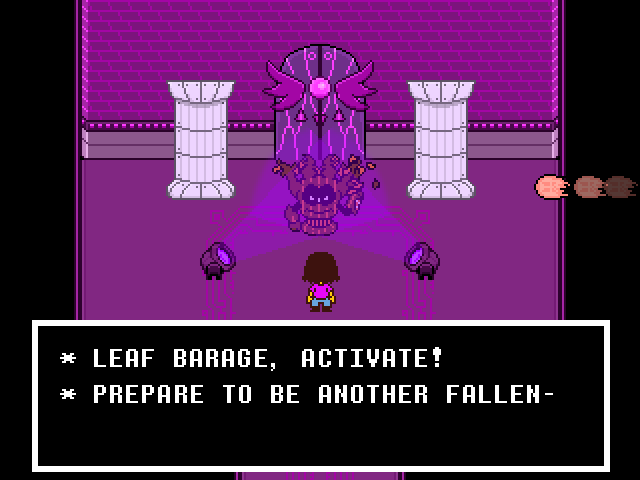 * LEAF BARAGE, ACTIVATE!
* PREPARE TO BE ANOTHER FALLEN-